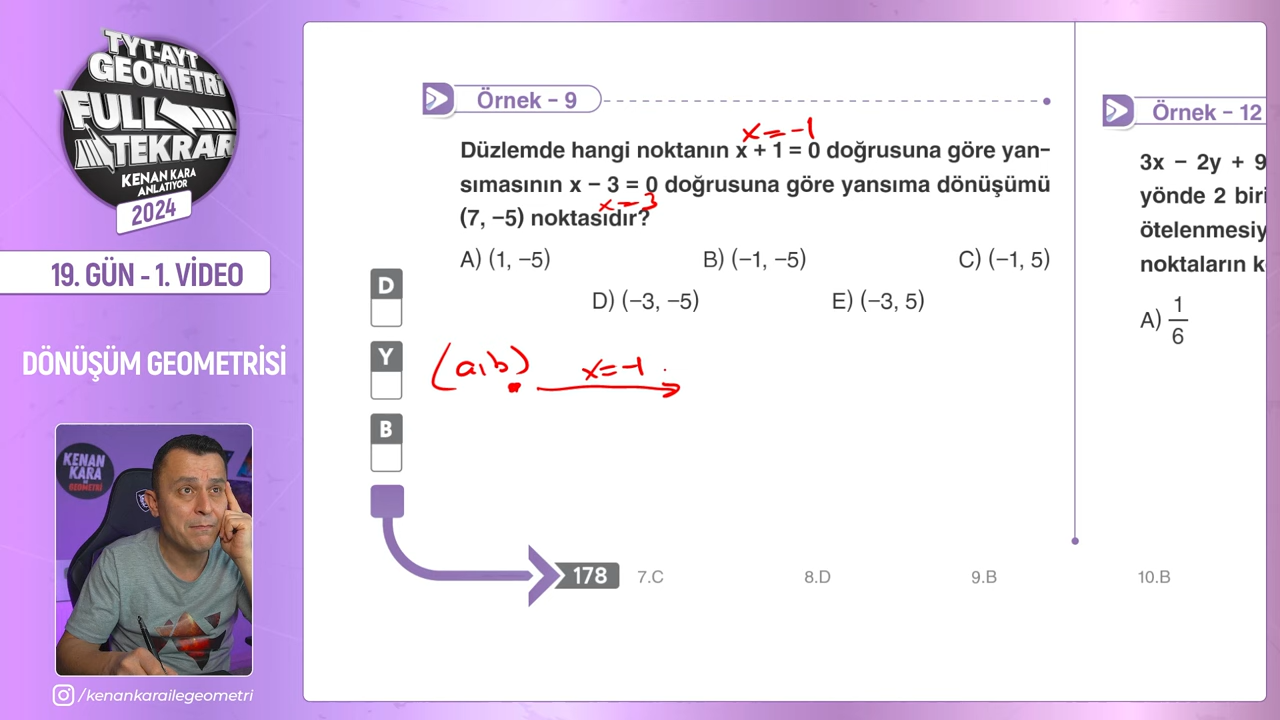 TYT-AYT
GEOMETRİ
FULL
TEKRAR
KENAN KARA
ANLATIYOR
2024
19. GÜN - 1. VİDEO
DÖNÜŞÜM GEOMETRİSİ
KENAN
KARA
GEOMETRİ
/kenankarailegeometri
Örnek – 9
x = -1
Düzlemde hangi noktanın x + 1 = 0 doğrusuna göre yan-
sımasının x – 3 = 0 doğrusuna göre yansıma dönüşümü
x = 3
(7, –5) noktasıdır?
A) (1, –5) B) (–1, –5) C) (–1, 5)
D) (–3, –5) E) (–3, 5)
D
Y
B
(a,b) x=-1
178 7.C 8.D 9.B 10.B
Örnek – 12
3x – 2y + 9
yönde 2 biri
ötelenmesiy
noktaların k
A) 1/6